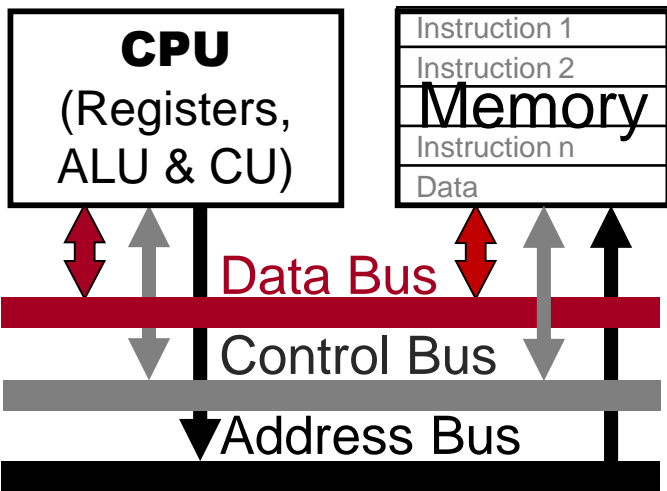 CPU
(Registers,
ALU & CU)
Instruction 1
Instruction 2
Memory
Instruction n
Data
Data Bus
Control Bus
Address Bus